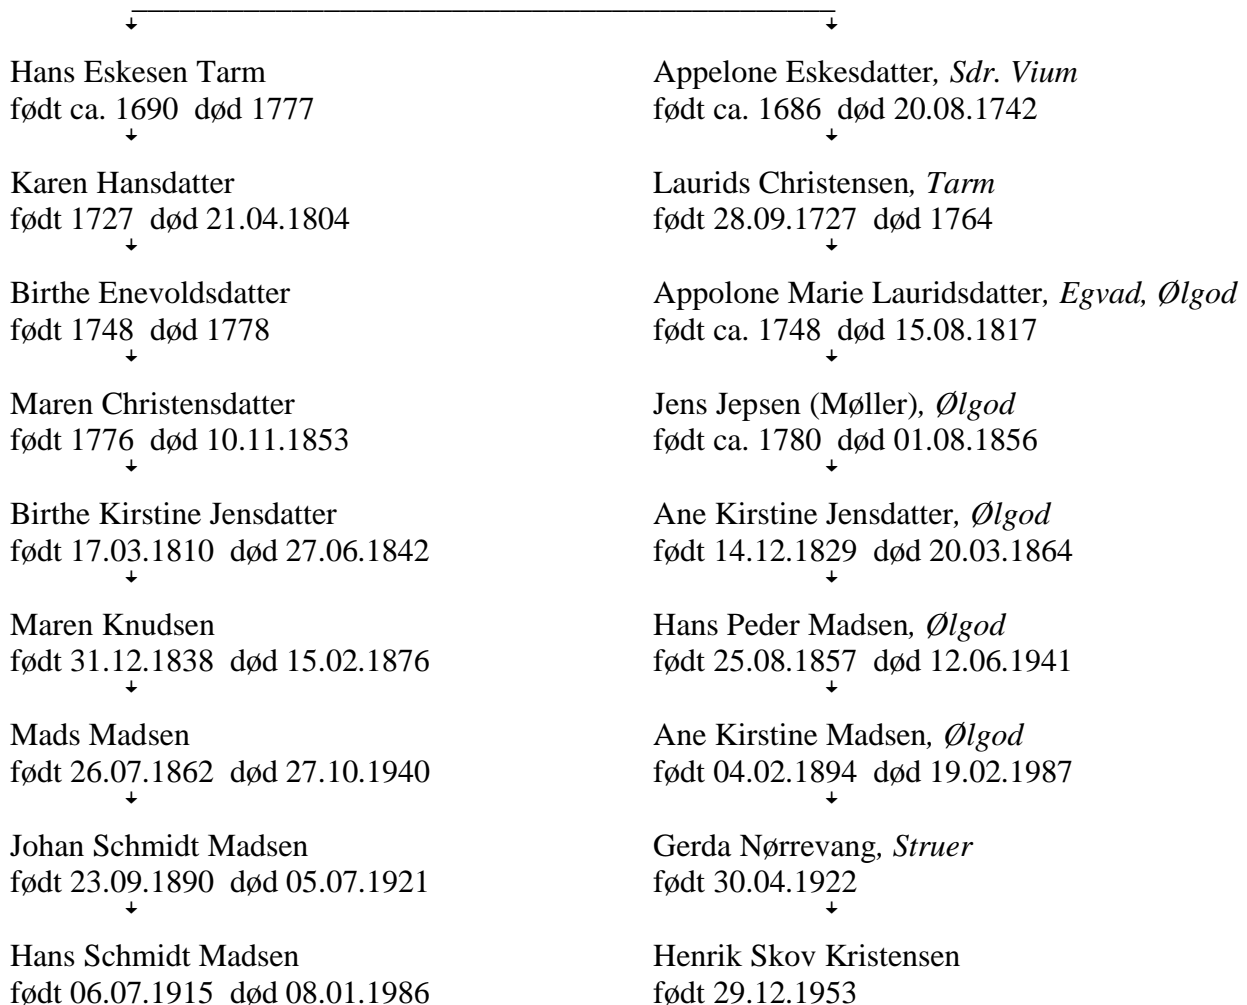 Hans Eskesen Tarm
født ca. 1690 død 1777
Karen Hansdatter
født 1727 død 21.04.1804
Birthe Enevoldsdatter
født 1748 død 1778
Maren Christensdatter
født 1776 død 10.11.1853
Birthe Kirstine Jensdatter
født 17.03.1810 død 27.06.1842
Maren Knudsen
født 31.12.1838 død 15.02.1876
Mads Madsen
født 26.07.1862 død 27.10.1940
Johan Schmidt Madsen
født 23.09.1890 død 05.07.1921
Hans Schmidt Madsen
født 06.07.1915 død 08.01.1986
Appelone Eskesdatter, Sdr. Vium
født ca. 1686 død 20.08.1742
Laurids Christensen, Tarm
født 28.09.1727 død 1764
Appolone Marie Lauridsdatter, Egvad, Ølgod
født ca. 1748 død 15.08.1817
Jens Jepsen (Møller), Ølgod
født ca. 1780 død 01.08.1856
Ane Kirstine Jensdatter, Ølgod
født 14.12.1829 død 20.03.1864
Hans Peder Madsen, Ølgod
født 25.08.1857 død 12.06.1941
Ane Kirstine Madsen, Ølgod
født 04.02.1894 død 19.02.1987
Gerda Nørrevang, Struer
født 30.04.1922
Henrik Skov Kristensen
født 29.12.1953